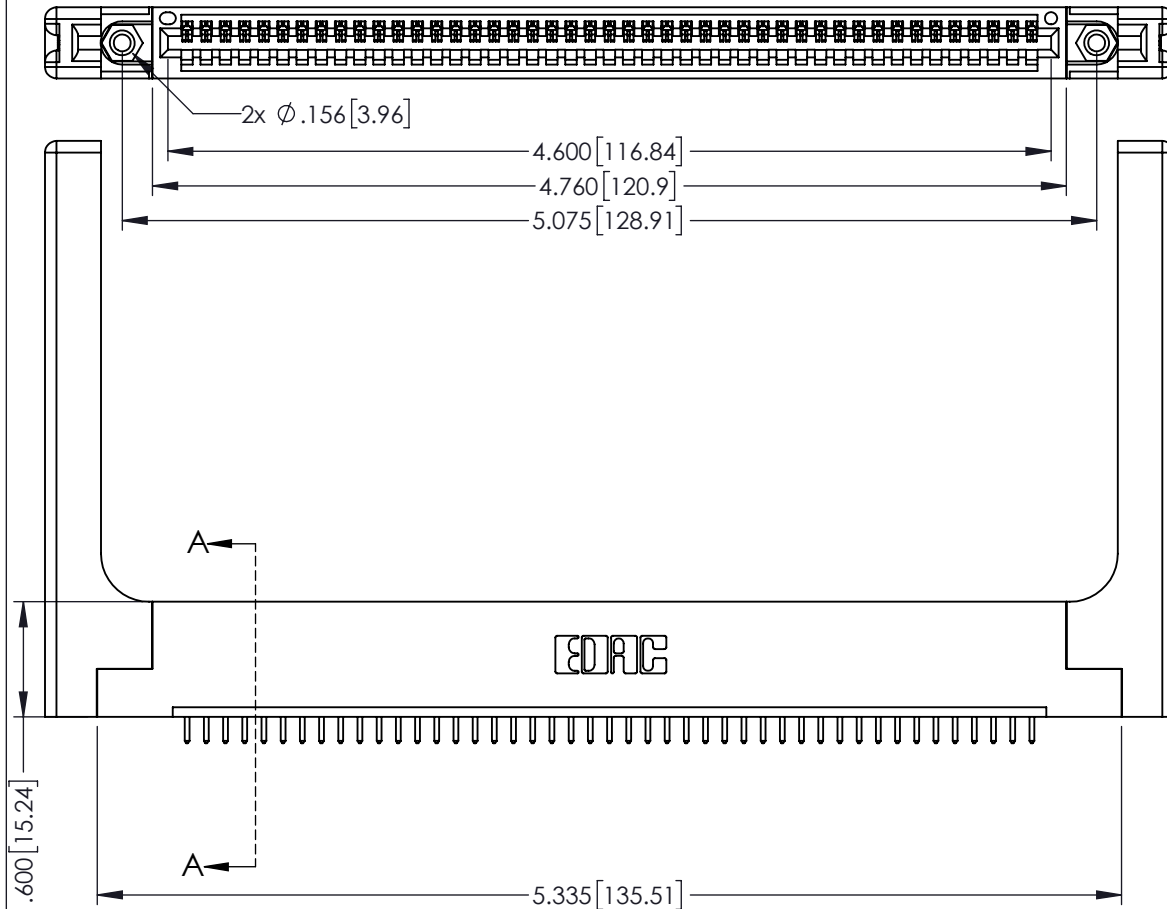 2x Ø .156[3.96]
4.600[116.84]
4.760[120.9]
5.075[128.91]
A
EDAC
A
.600[15.24]
5.335[135.51]